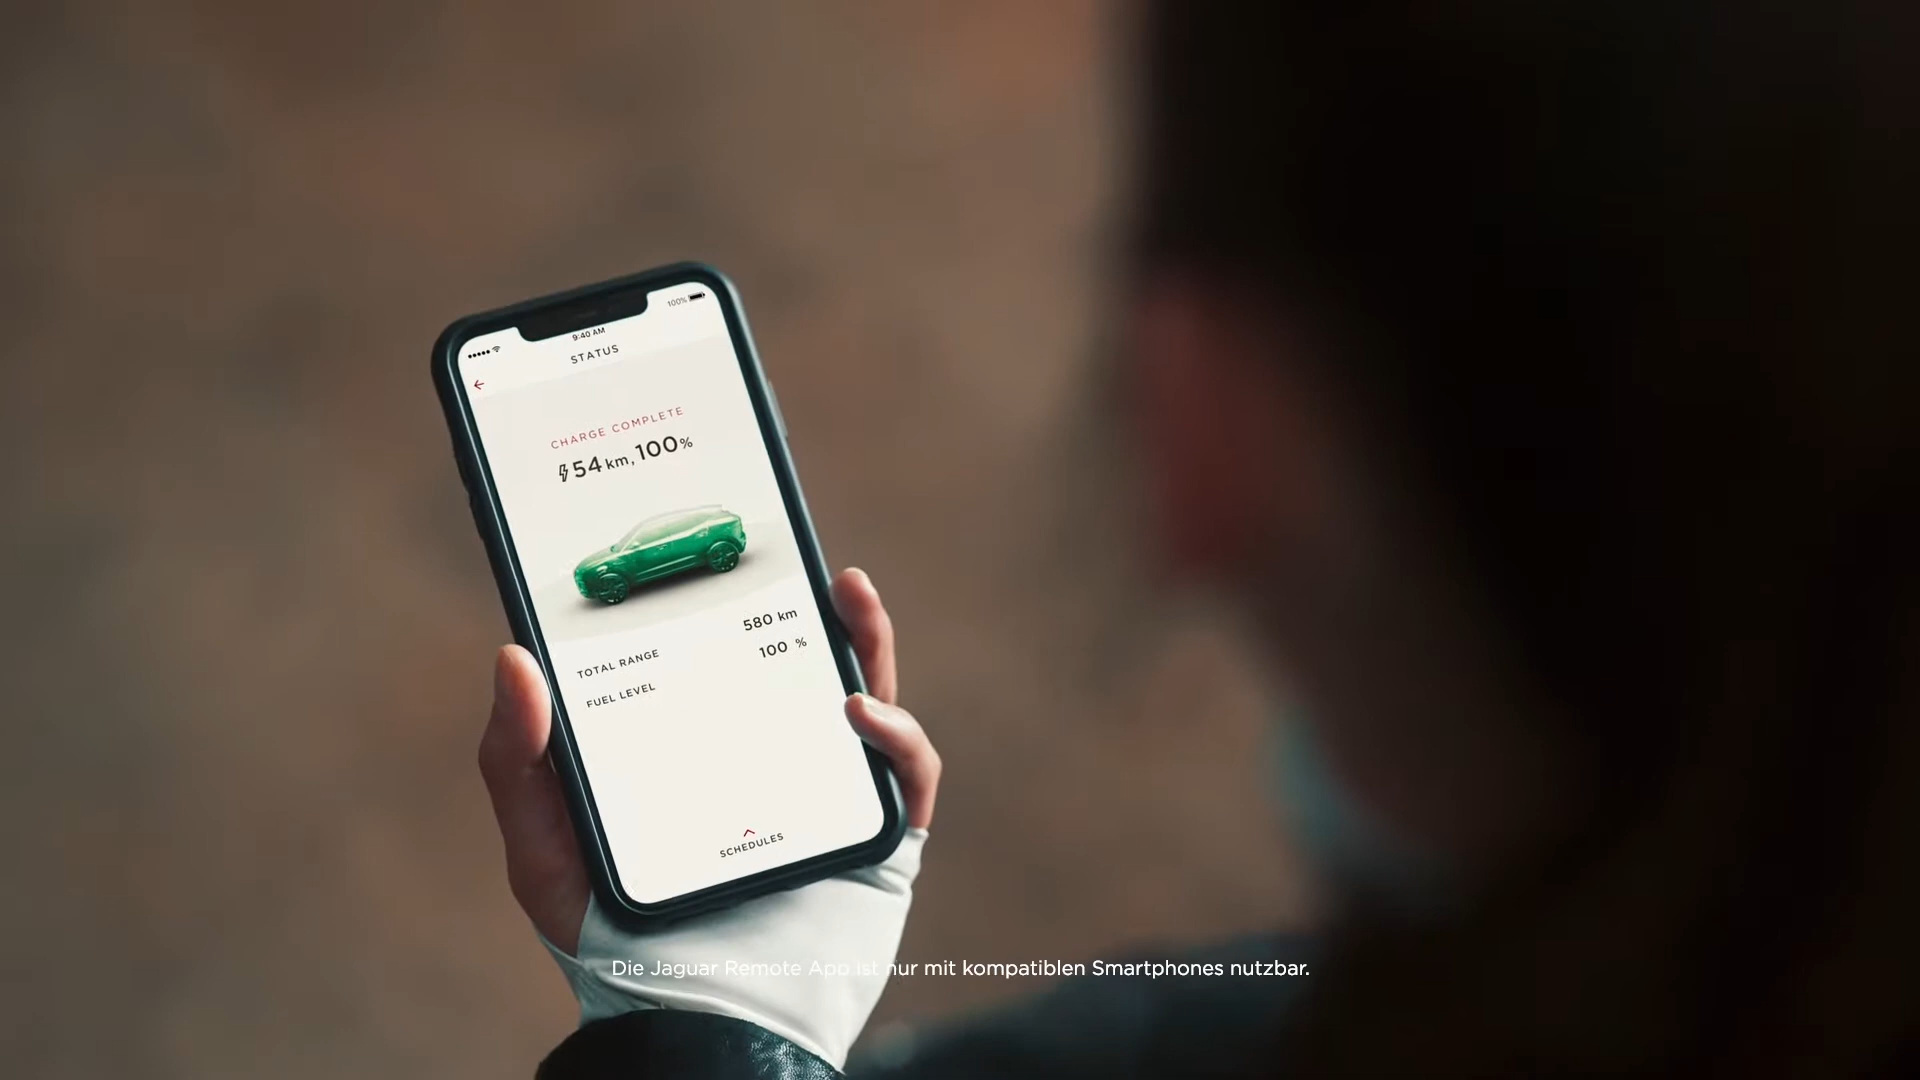 100%
9:40 AM
STATUS
CHARGE COMPLETE
54 km, 100%
TOTAL RANGE 580 km
FUEL LEVEL 100 %
SCHEDULES
Die Jaguar Remote App ist nur mit kompatiblen Smartphones nutzbar.